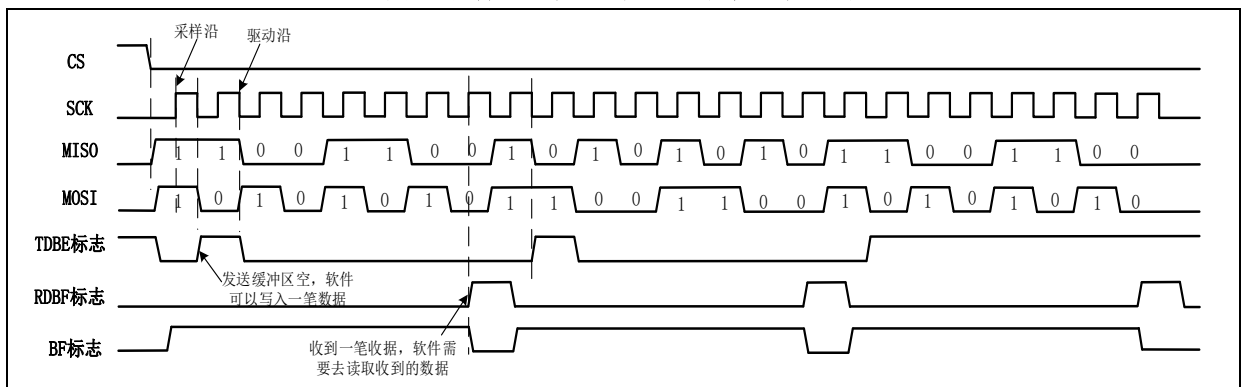 采样沿
驱动沿
CS
SCK
MISO
1 1 0 0 1 1 0 0 1 0 1 0 1 0 1 0 1 1 0 0 1 1 0 0
MOSI
1 0 1 0 1 0 1 0 1 1 0 0 1 1 0 0 1 0 1 0 1 0 1 0
TDBE标志
发送缓冲区空，软件
可以写入一笔数据
RDBF标志
收到一笔收据，软件需
要去读取收到的数据
BF标志